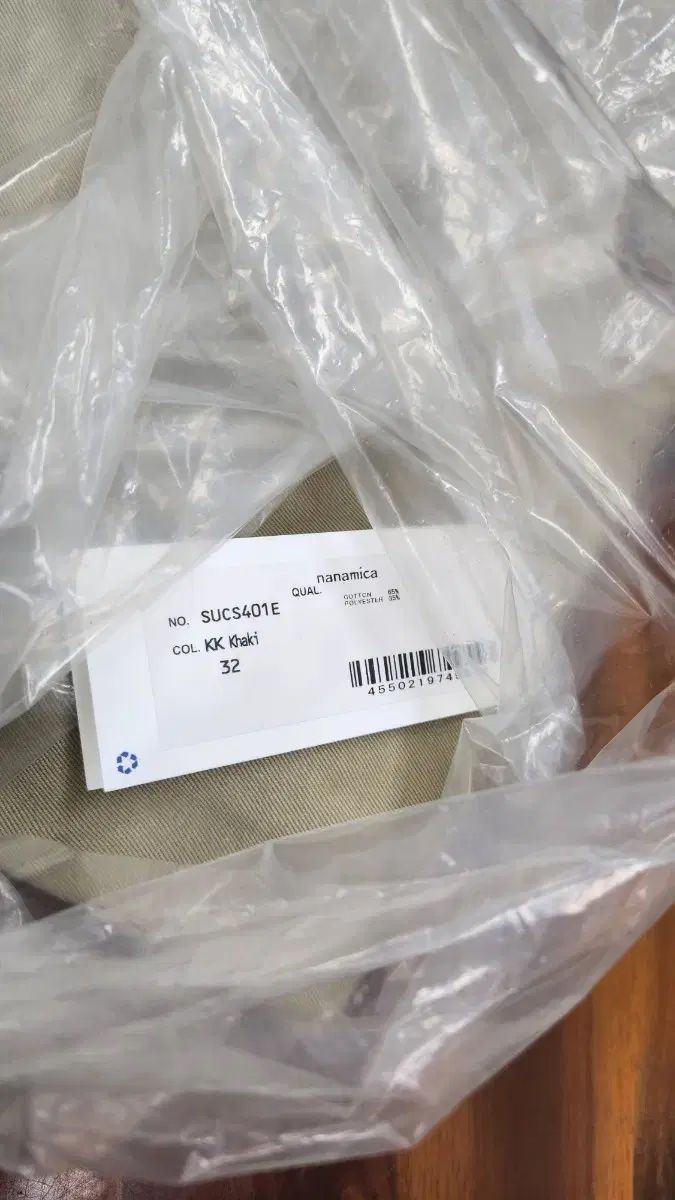 nanamica
NO. SUCS401E
QUAL.
COTTON 65%
POLYESTER 35%
COL. KK Khaki
32
455021974